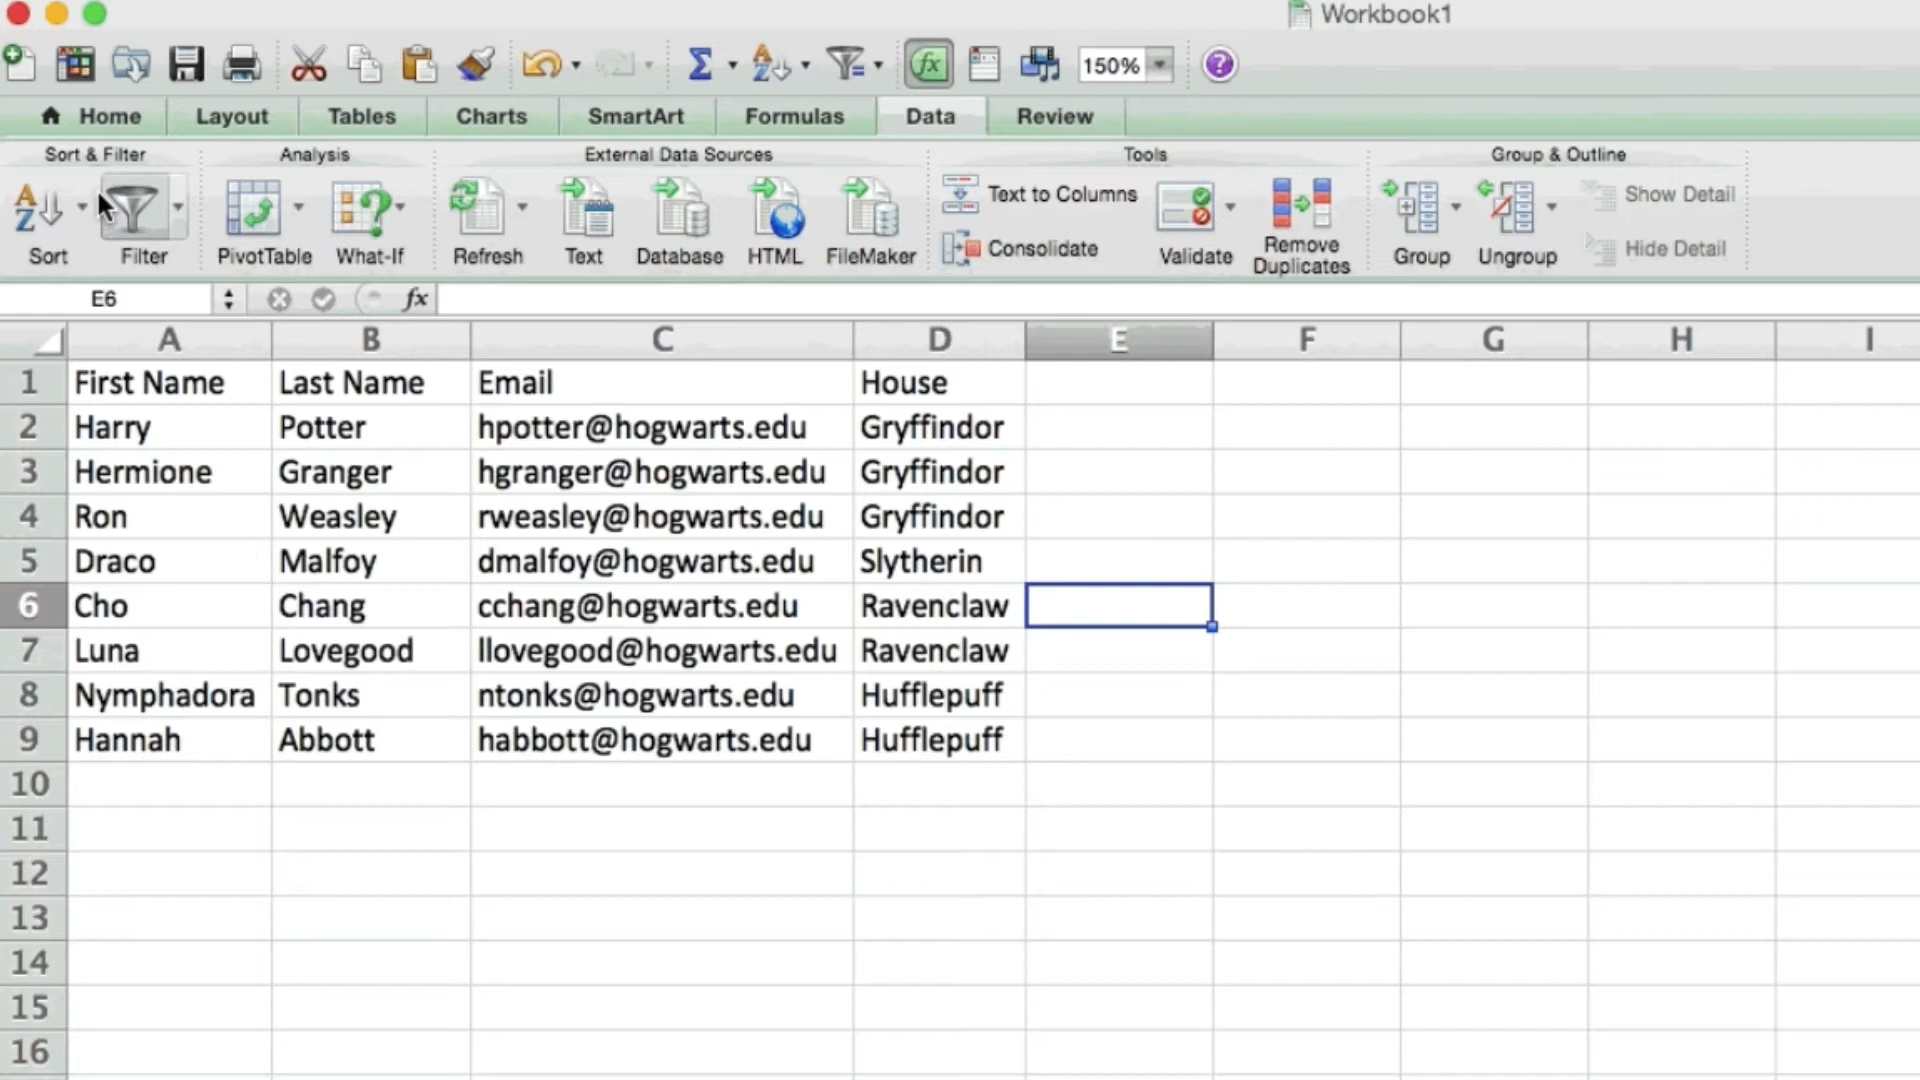 Workbook1
fx 150% ?
Home Layout Tables Charts SmartArt Formulas Data Review
Sort & Filter Analysis External Data Sources Tools Group & Outline
Sort Filter PivotTable What-If Refresh Text Database HTML FileMaker Text to Columns Consolidate Validate Remove Duplicates Group Ungroup Show Detail Hide Detail
E6 fx
A B C D E F G H I
1 First Name Last Name Email House
2 Harry Potter hpotter@hogwarts.edu Gryffindor
3 Hermione Granger hgranger@hogwarts.edu Gryffindor
4 Ron Weasley rweasley@hogwarts.edu Gryffindor
5 Draco Malfoy dmalfoy@hogwarts.edu Slytherin
6 Cho Chang cchang@hogwarts.edu Ravenclaw
7 Luna Lovegood llovegood@hogwarts.edu Ravenclaw
8 Nymphadora Tonks ntonks@hogwarts.edu Hufflepuff
9 Hannah Abbott habbott@hogwarts.edu Hufflepuff
10
11
12
13
14
15
16